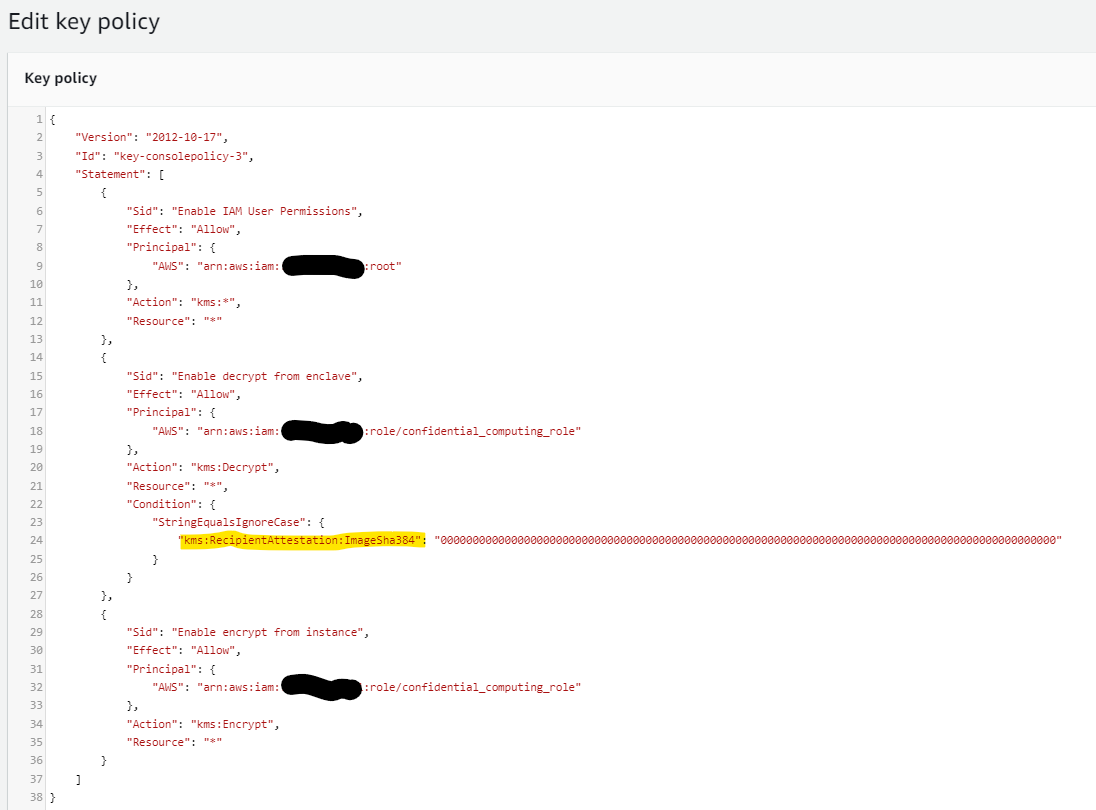 Edit key policy
Key policy
1 {
2 "Version": "2012-10-17",
3 "Id": "key-consolepolicy-3",
4 "Statement": [
5 {
6 "Sid": "Enable IAM User Permissions",
7 "Effect": "Allow",
8 "Principal": {
9 "AWS": "arn:aws:iam: :root"
10 },
11 "Action": "kms:*",
12 "Resource": "*"
13 },
14 {
15 "Sid": "Enable decrypt from enclave",
16 "Effect": "Allow",
17 "Principal": {
18 "AWS": "arn:aws:iam: :role/confidential_computing_role"
19 },
20 "Action": "kms:Decrypt",
21 "Resource": "*",
22 "Condition": {
23 "StringEqualsIgnoreCase": {
24 "kms:RecipientAttestation:ImageSha384": "000000000000000000000000000000000000000000000000000000000000000000000000000000000000000000000000"
25 }
26 }
27 },
28 {
29 "Sid": "Enable encrypt from instance",
30 "Effect": "Allow",
31 "Principal": {
32 "AWS": "arn:aws:iam: :role/confidential_computing_role"
33 },
34 "Action": "kms:Encrypt",
35 "Resource": "*"
36 }
37 ]
38 }